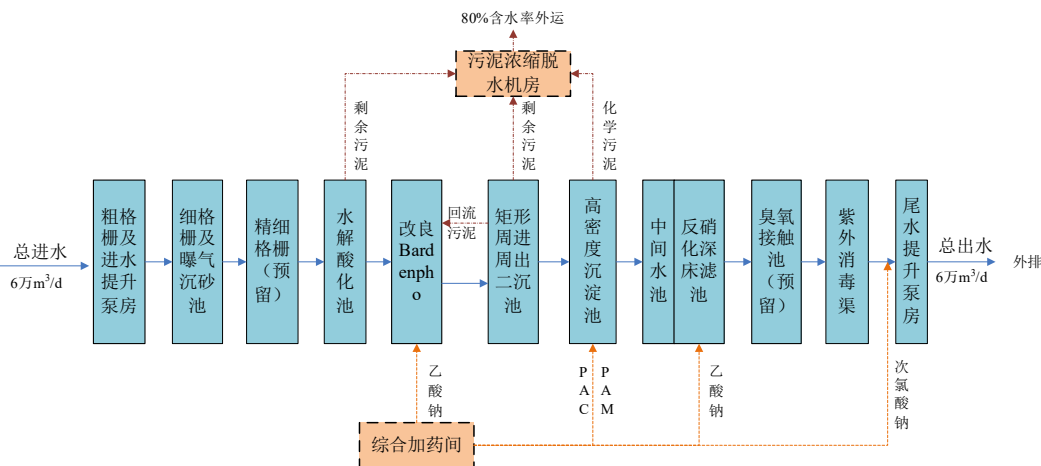 80%含水率外运
污泥浓缩脱
水机房
剩余污泥
剩余污泥
化学污泥
总进水
6万m³/d
粗格
栅及
进水
提升
泵房
细格
栅及
曝气
沉砂
池
精细
格栅
（预
留）
水解酸化池
改良
Bard
enph
o
回流
污泥
矩形
周进
周出
二沉
池
高密度沉淀池
中间水池
反硝
化深
床滤
池
臭氧
接触
池
（预
留）
紫外消毒渠
尾水提升泵房
总出水
6万m³/d
外排
乙酸钠
PAC
PAM
乙酸钠
次氯酸钠
综合加药间